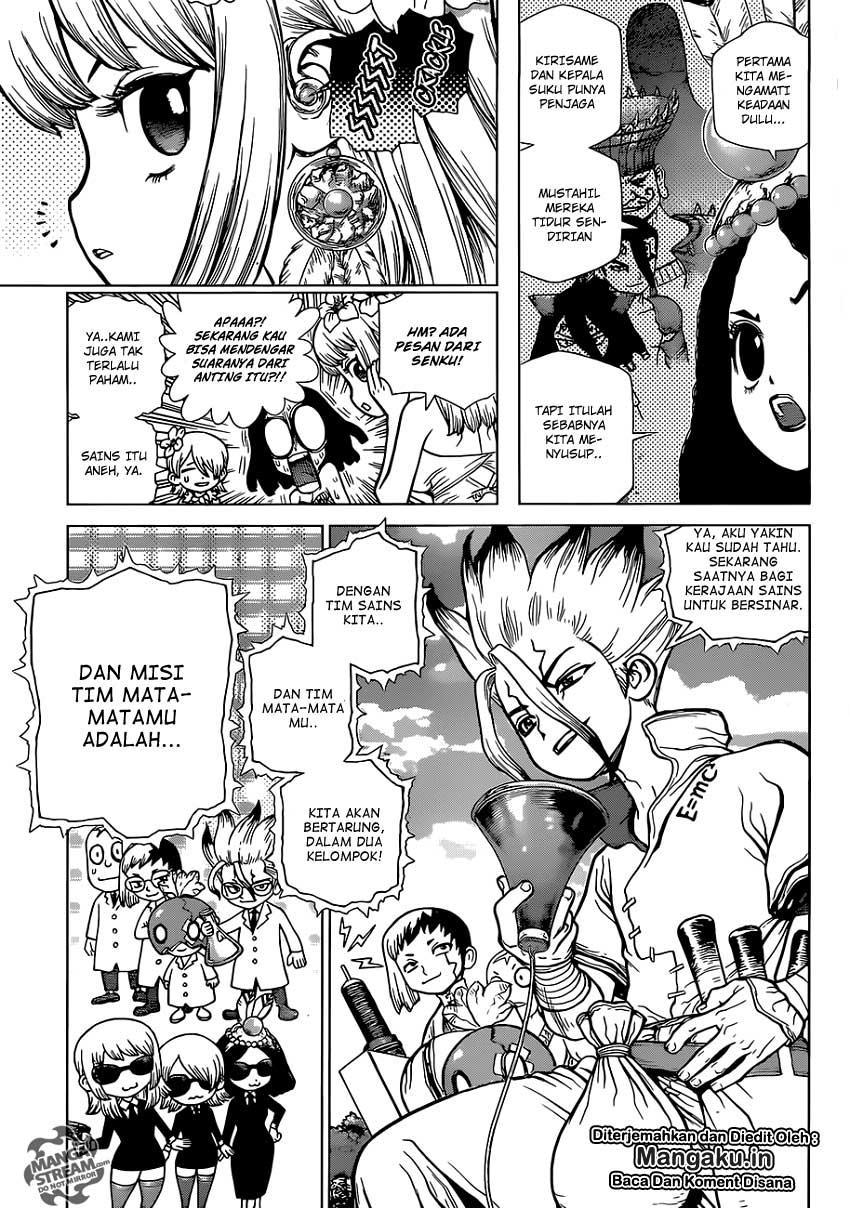 PERTAMA
KITA ME-
NGAMATI
KEADAAN
DULU...
KIRISAME
DAN KEPALA
SUKU PUNYA
PENJAGA
MUSTAHIL
MEREKA
TIDUR SEN-
DIRIAN
TAPI ITULAH
SEBABNYA
KITA ME-
NYUSUP..
HM? ADA
PESAN DARI
SENKU!
APAAA?!
SEKARANG KAU
BISA MENDENGAR
SUARANYA DARI
ANTING ITU?!!
YA..KAMI
JUGA TAK
TERLALU
PAHAM..
SAINS ITU
ANEH, YA.
YA, AKU YAKIN
KAU SUDAH TAHU.
SEKARANG
SAATNYA BAGI
KERAJAAN SAINS
UNTUK BERSINAR.
DENGAN
TIM SAINS
KITA..
DAN TIM
MATA-MATA
MU..
KITA AKAN
BERTARUNG,
DALAM DUA
KELOMPOK!
DAN MISI
TIM MATA-
MATAMU
ADALAH...
E=mC²
MANGA
STREAM.com
DO NOT MIRROR!
Diterjemahkan dan Diedit Oleh :
Mangaku.in
Baca Dan Koment Disana